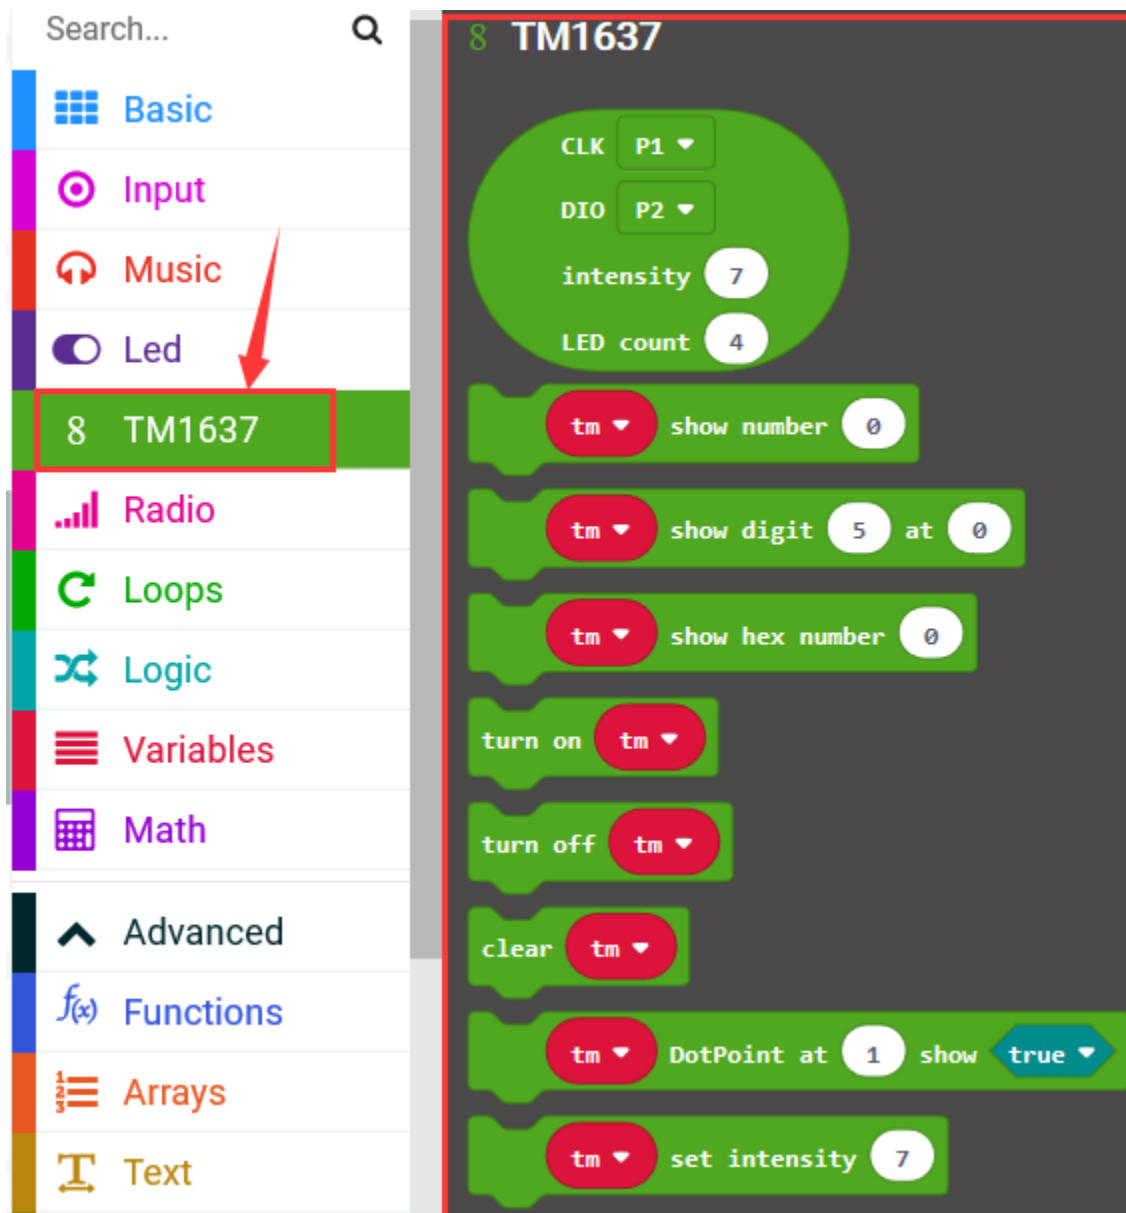 Search...
Basic
Input
Music
Led
8 TM1637
Radio
Loops
Logic
Variables
Math
Advanced
f(x) Functions
1 2 3 Arrays
T Text
8 TM1637
CLK P1
DIO P2
intensity 7
LED count 4
tm show number 0
tm show digit 5 at 0
tm show hex number 0
turn on tm
turn off tm
clear tm
tm DotPoint at 1 show true
tm set intensity 7